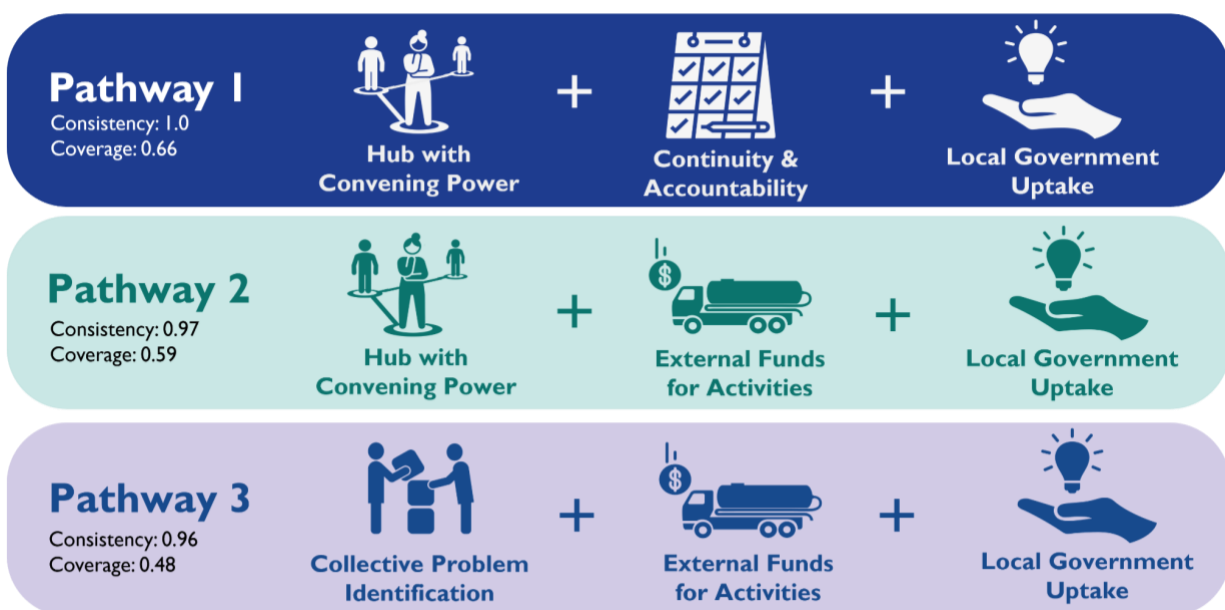 Pathway 1
Consistency: 1.0
Coverage: 0.66
Hub with
Convening Power
+
Continuity &
Accountability
+
Local Government
Uptake
Pathway 2
Consistency: 0.97
Coverage: 0.59
Hub with
Convening Power
+
$
External Funds
for Activities
+
Local Government
Uptake
Pathway 3
Consistency: 0.96
Coverage: 0.48
Collective Problem
Identification
+
$
External Funds
for Activities
+
Local Government
Uptake